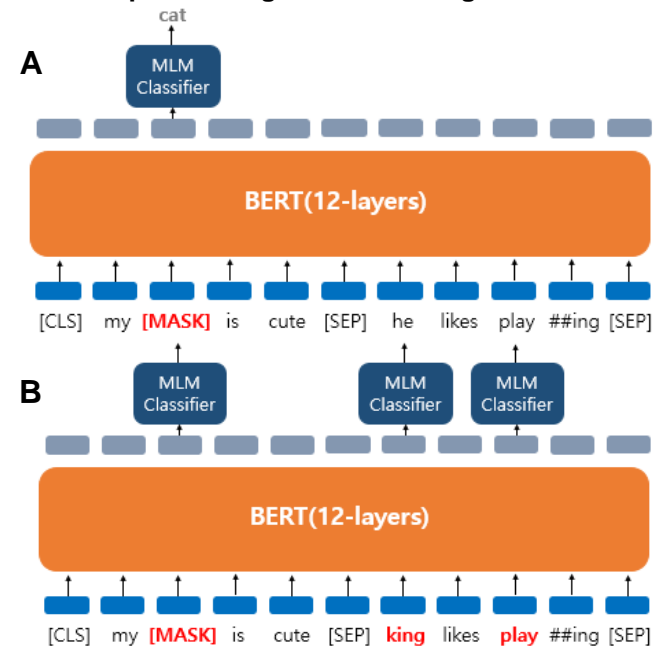 cat
A
MLM
Classifier
BERT(12-layers)
[CLS] my [MASK] is cute [SEP] he likes play ##ing [SEP]
B
MLM
Classifier
MLM
Classifier
MLM
Classifier
BERT(12-layers)
[CLS] my [MASK] is cute [SEP] king likes play ##ing [SEP]